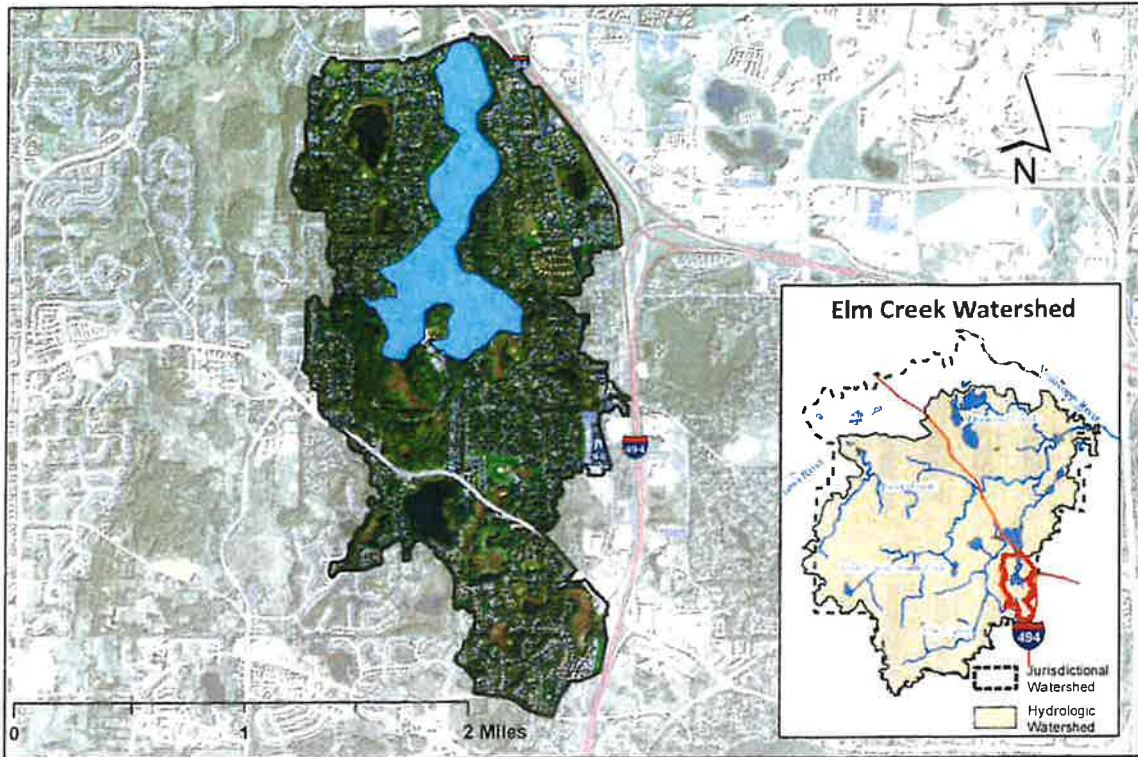 N
494
0
1
2 Miles
Elm Creek Watershed
494
Jurisdictional
Watershed
Hydrologic
Watershed